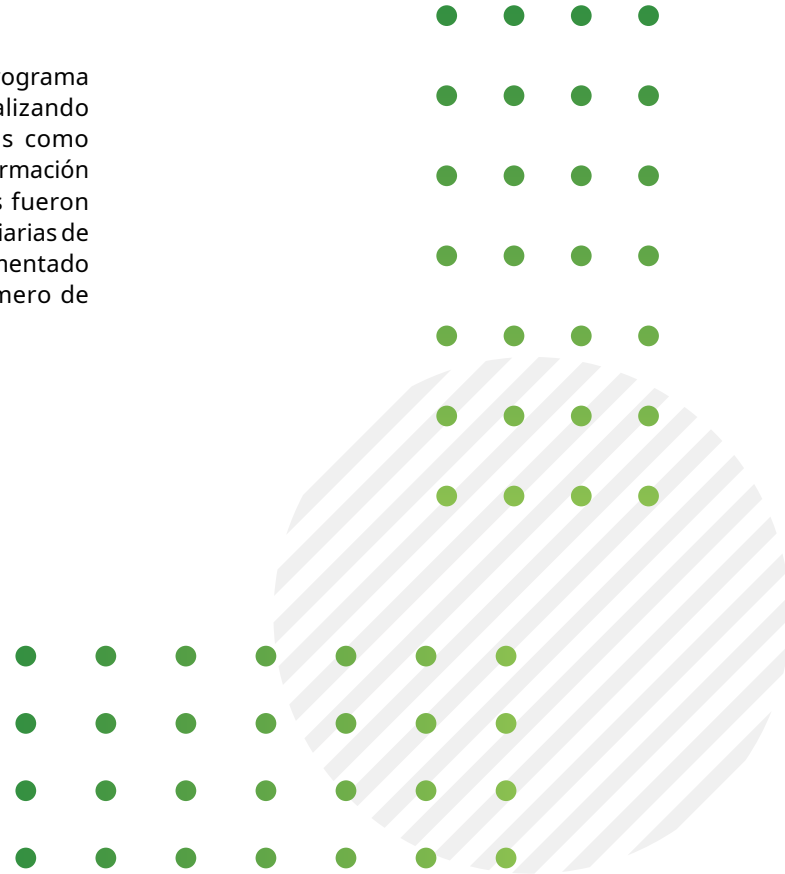 ograma
alizando
s como
rmación
s fueron
iarias de
mentado
mero de